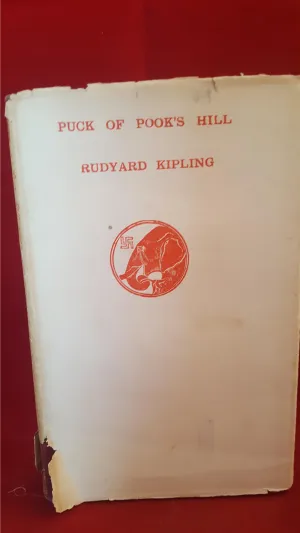 PUCK OF POOK'S HILL
RUDYARD KIPLING